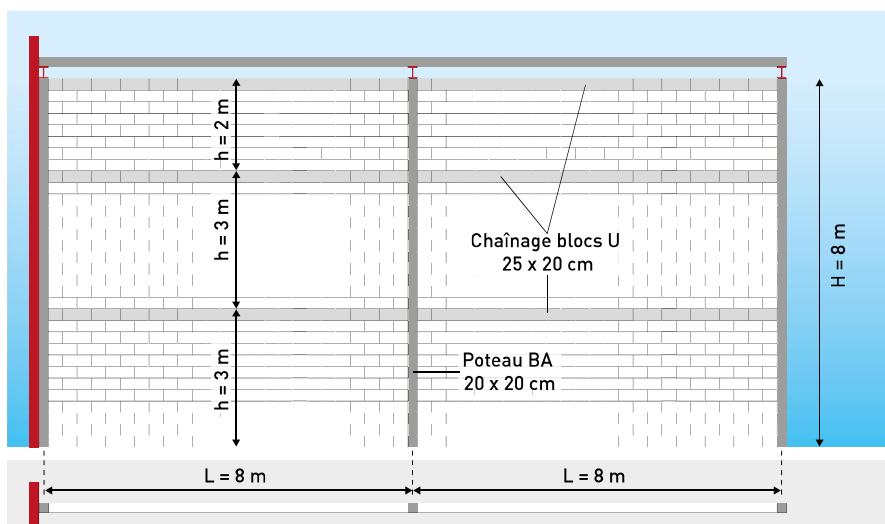 h = 2 m
h = 3 m
h = 3 m
Chaînage blocs U
25 x 20 cm
Poteau BA
20 x 20 cm
H = 8 m
L = 8 m
L = 8 m